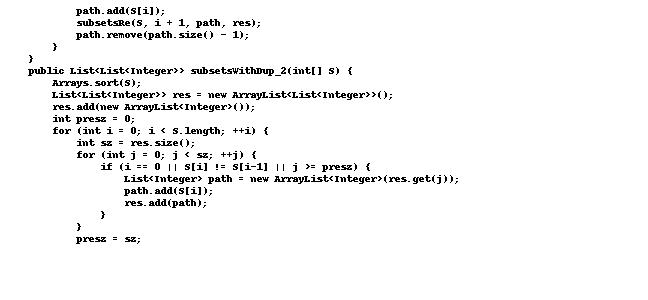 path.add(S[i]);
subsetsRe(S, i + 1, path, res);
path.remove(path.size() - 1);
}
}
public List<List<Integer>> subsetsWithDup_2(int[] S) {
Arrays.sort(S);
List<List<Integer>> res = new ArrayList<List<Integer>>();
res.add(new ArrayList<Integer>());
int presz = 0;
for (int i = 0; i < S.length; ++i) {
int sz = res.size();
for (int j = 0; j < sz; ++j) {
if (i == 0 || S[i] != S[i-1] || j >= presz) {
List<Integer> path = new ArrayList<Integer>(res.get(j));
path.add(S[i]);
res.add(path);
}
}
presz = sz;